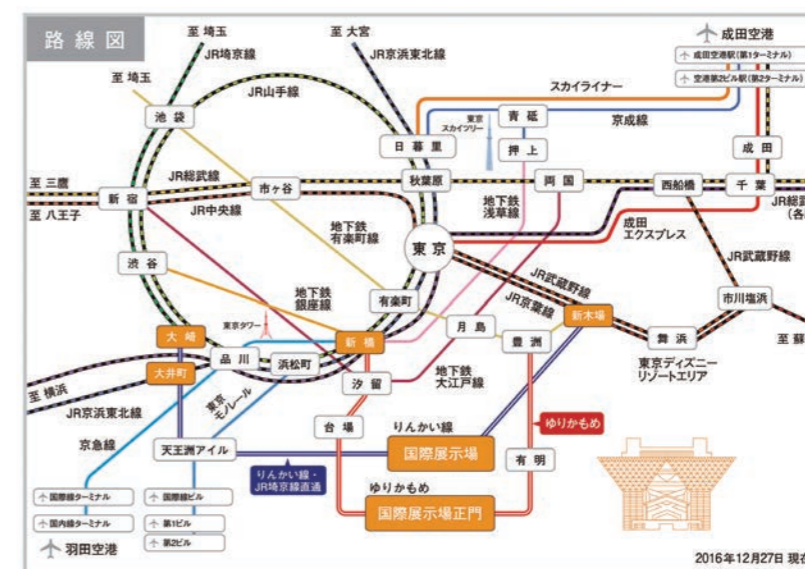 路線図
至 埼玉
JR埼京線
至 大宮
JR京浜東北線
成田空港
成田空港駅(第1ターミナル)
空港第2ビル駅(第2ターミナル)
至 埼玉
JR山手線
スカイライナー
池袋
東京
スカイツリー
青砥
京成線
日暮里
押上
成田
至 三鷹
JR総武線
新宿
市ヶ谷
秋葉原
両国
西船橋
千葉
至 八王子
JR中央線
地下鉄
有楽町線
地下鉄
浅草線
成田
エクスプレス
JR総武
(各
東京
渋谷
地下鉄
銀座線
有楽町
JR武蔵野線
JR京葉線
JR武蔵野線
市川塩浜
大崎
東京タワー
新橋
月島
豊洲
新木場
舞浜
至 蘇
品川
浜松町
大井町
汐留
地下鉄
大江戸線
東京ディズニー
リゾートエリア
至 横浜
JR京浜東北線
東京
モノレール
京急線
台場
りんかい線
ゆりかもめ
天王洲アイル
国際展示場
有明
りんかい線・
JR埼京線直通
ゆりかもめ
国際線ターミナル
国際線ビル
国際展示場正門
国内線ターミナル
第1ビル
第2ビル
羽田空港
2016年12月27日 現在